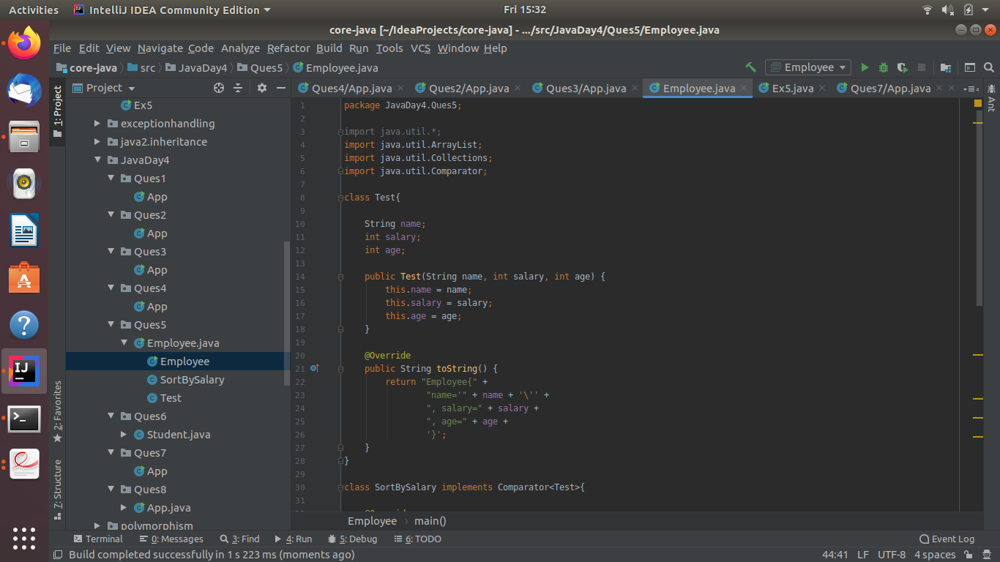 Activities IntelliJ IDEA Community Edition Fri 15:32
core-java [~/IdeaProjects/core-java] - .../src/JavaDay4/Ques5/Employee.java
File Edit View Navigate Code Analyze Refactor Build Run Tools VCS Window Help
core-java src JavaDay4 Ques5 Employee.java Employee
1: Project
2: Favorites
7: Structure
Project
Ex5
exceptionhandling
java2.inheritance
JavaDay4
Ques1
App
Ques2
App
Ques3
App
Ques4
App
Ques5
Employee.java
Employee
SortBySalary
Test
Ques6
Student.java
Ques7
App
Ques8
App.java
polymorphism
Ques4/App.java Ques2/App.java Ques3/App.java Employee.java Ex5.java Ques7/App.java 4
Ant
1 package JavaDay4.Ques5;
2
3 import java.util.*;
4 import java.util.ArrayList;
5 import java.util.Collections;
6 import java.util.Comparator;
7
8 class Test{
9
10 String name;
11 int salary;
12 int age;
13
14 public Test(String name, int salary, int age) {
15 this.name = name;
16 this.salary = salary;
17 this.age = age;
18 }
19
20 @Override
21 public String toString() {
22 return "Employee{" +
23 "name='" + name + '\'' +
24 ", salary=" + salary +
25 ", age=" + age +
26 '}';
27 }
28 }
29
30 class SortBySalary implements Comparator<Test>{
31
Employee main()
Terminal 0: Messages 3: Find 4: Run 5: Debug 6: TODO Event Log
Build completed successfully in 1 s 223 ms (moments ago) 44:41 LF UTF-8 4 spaces
IJ